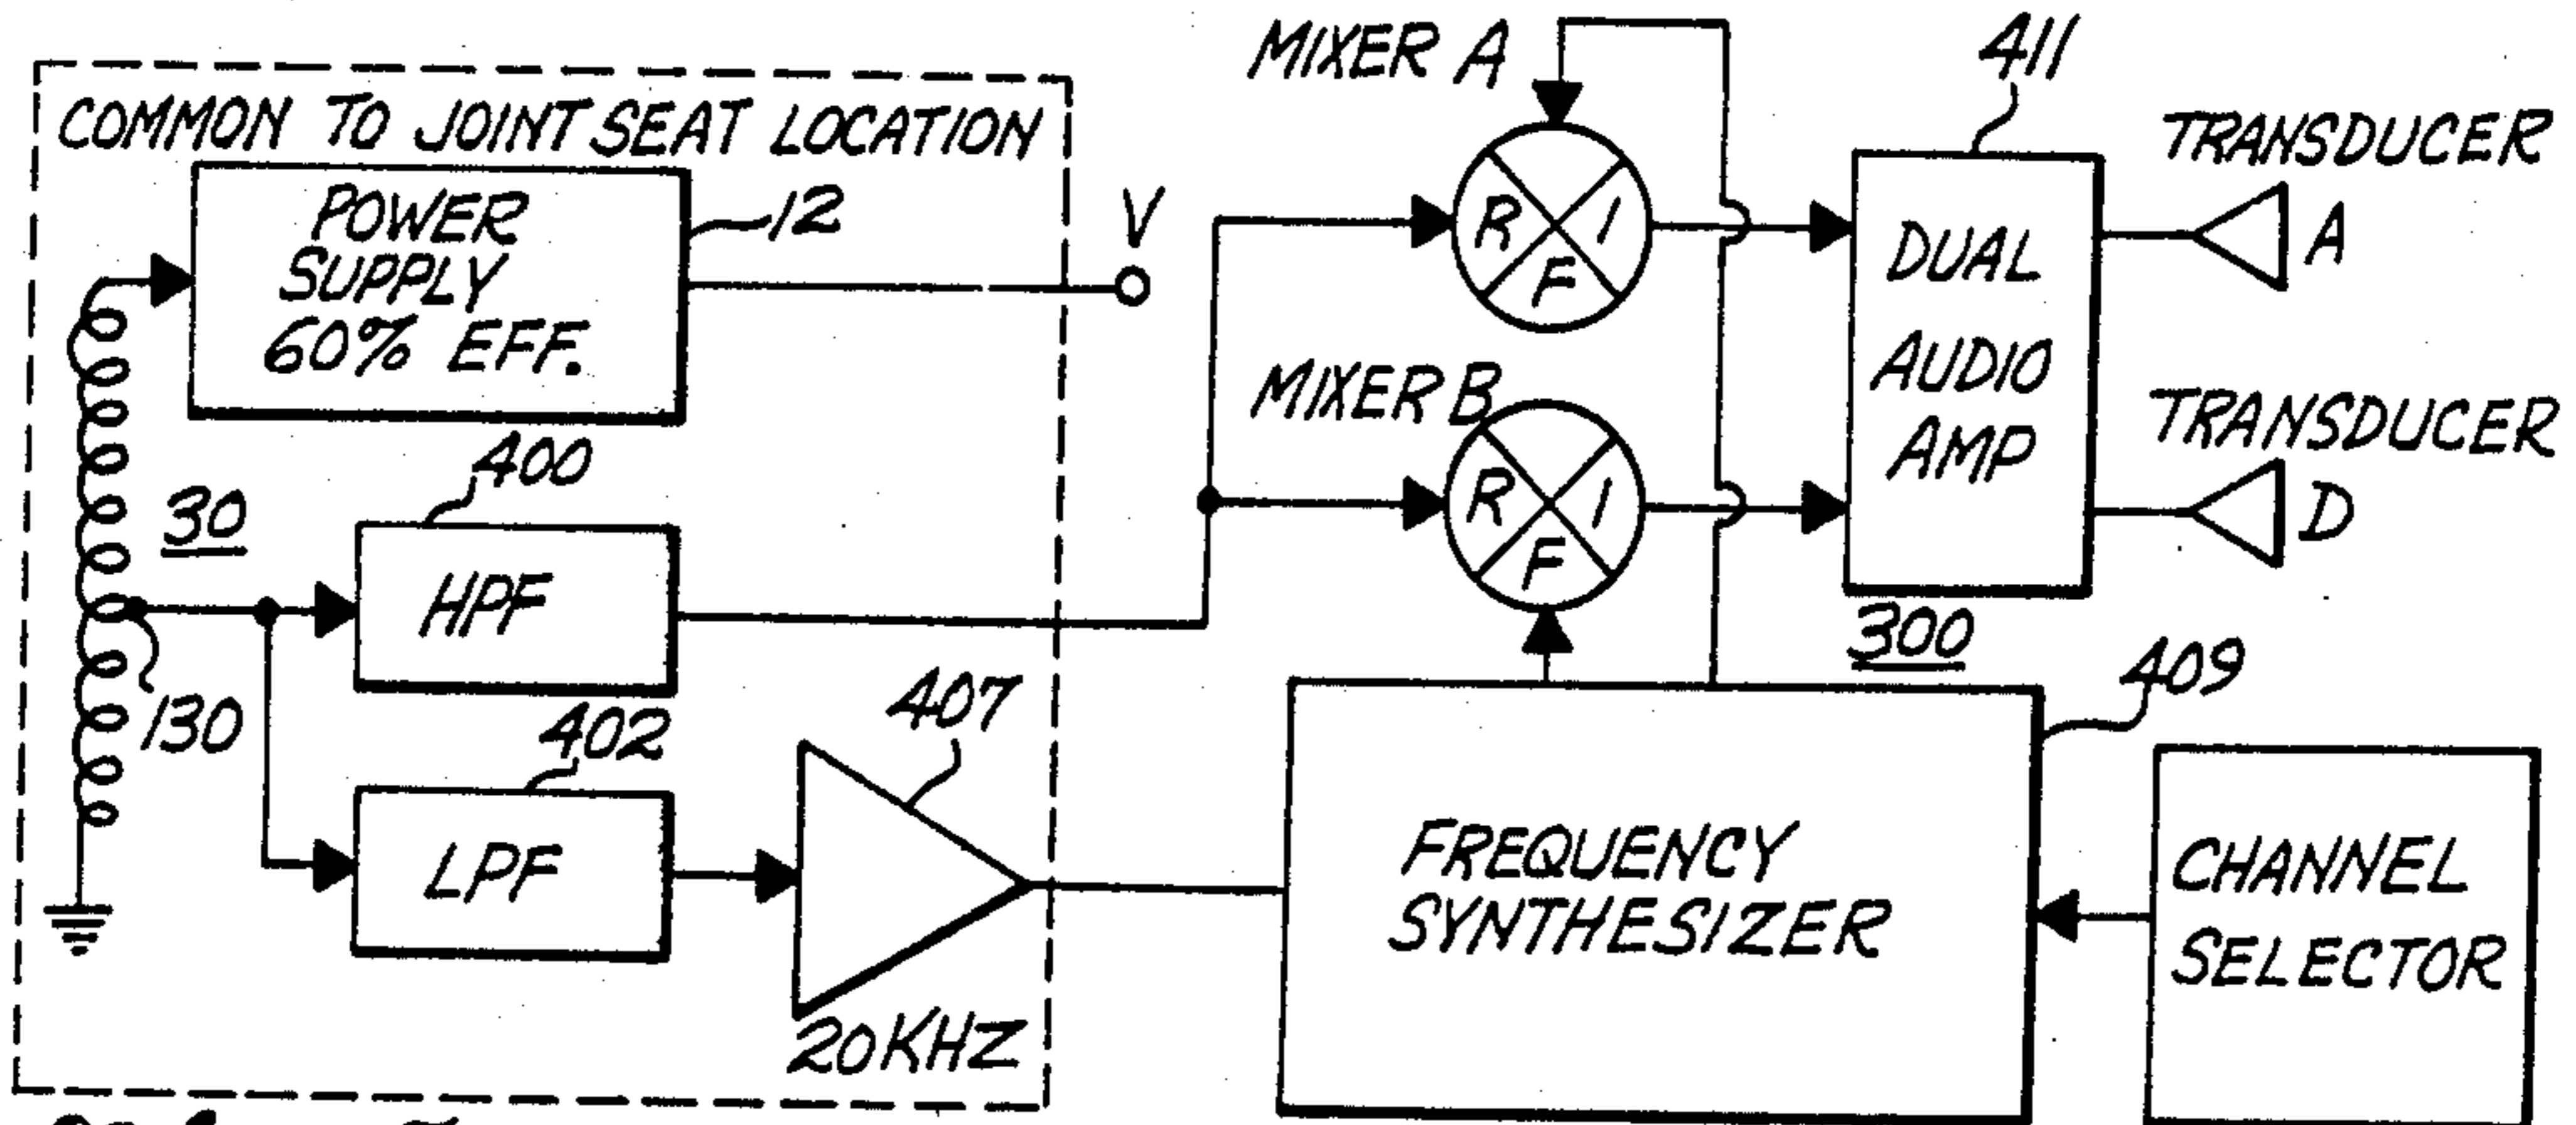 COMMON TO JOINT SEAT LOCATION
POWER
SUPPLY
60% EFF.
12
V
30
130
400
HPF
402
LPF
407
20KHZ
MIXER A
R
I
F
MIXER B
R
I
F
411
DUAL
AUDIO
AMP
TRANSDUCER
A
TRANSDUCER
D
300
409
FREQUENCY
SYNTHESIZER
CHANNEL
SELECTOR